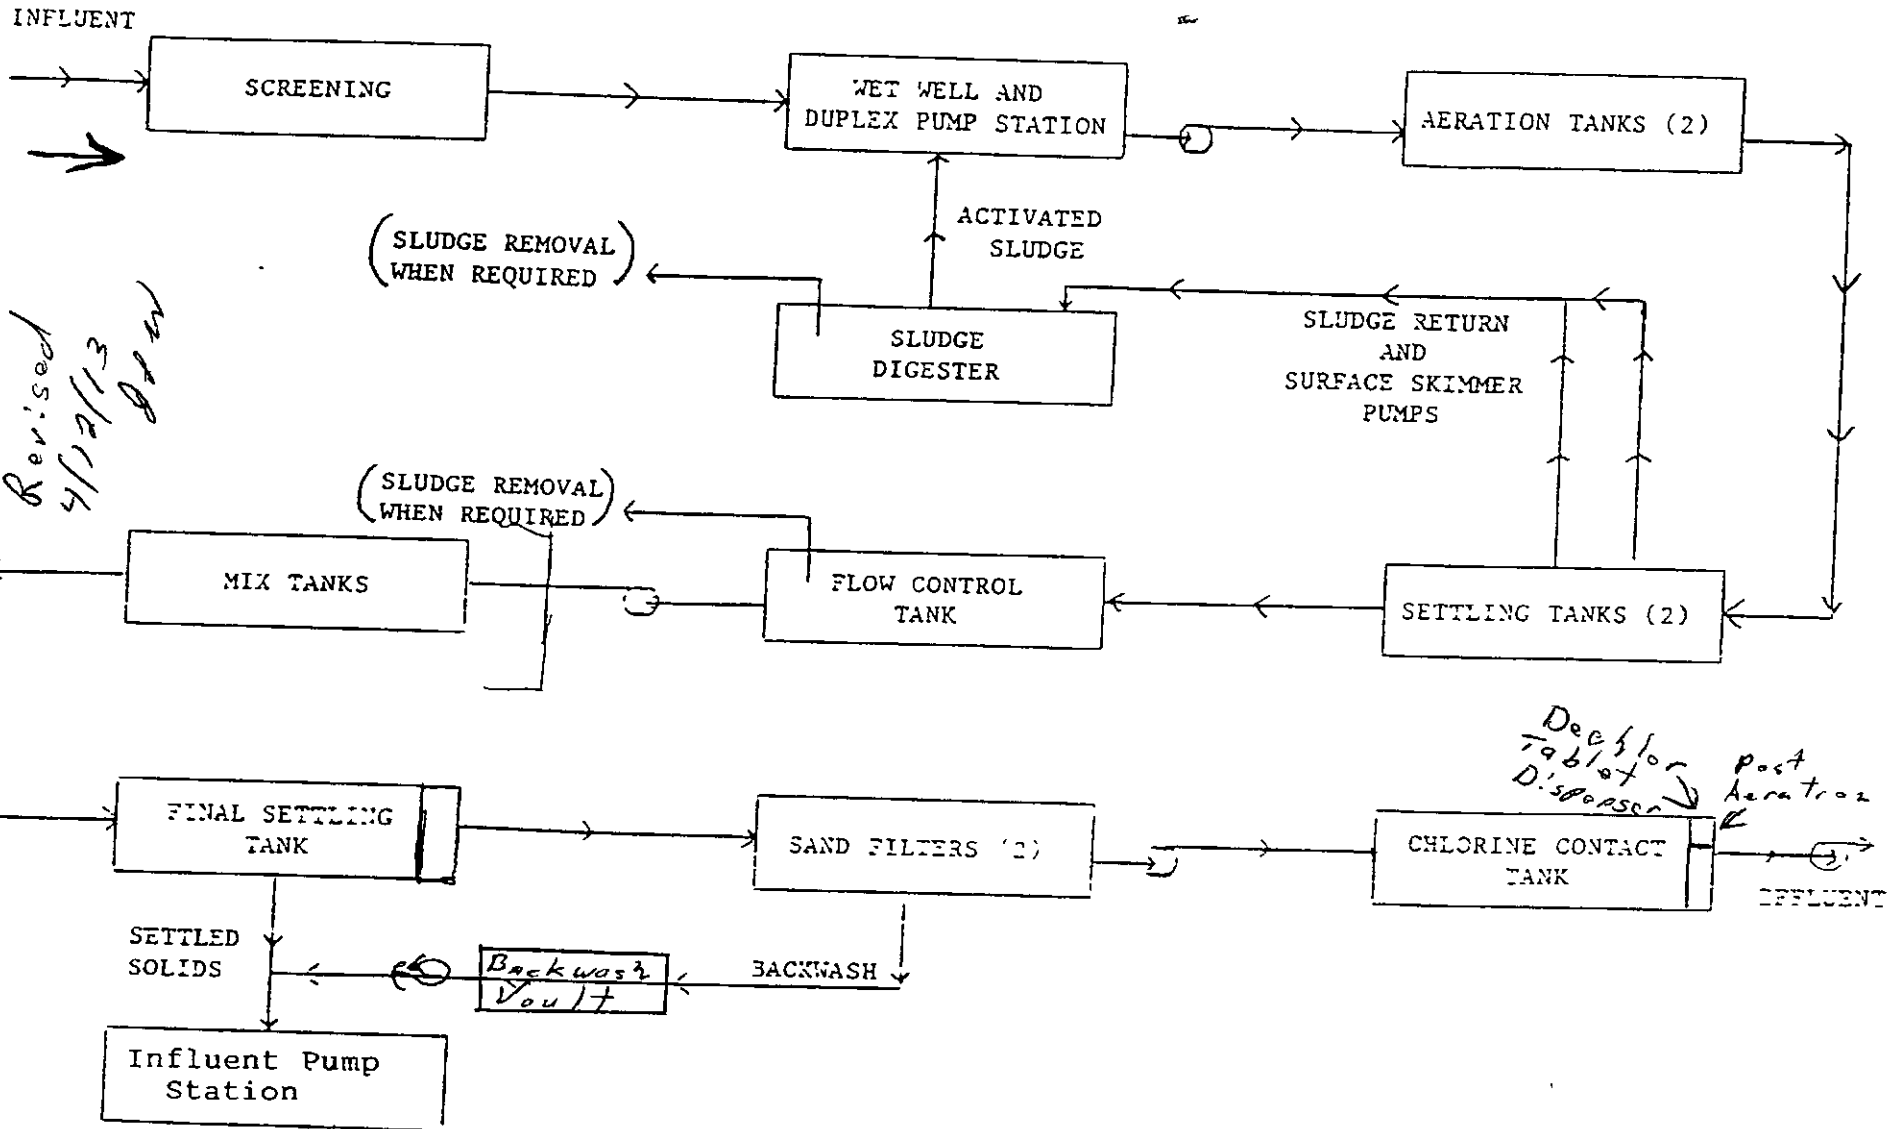 INFLUENT
SCREENING
WET WELL AND
DUPLEX PUMP STATION
AERATION TANKS (2)
ACTIVATED
SLUDGE
(SLUDGE REMOVAL
WHEN REQUIRED)
SLUDGE
DIGESTER
SLUDGE RETURN
AND
SURFACE SKIMMER
PUMPS
Revised
4/12/13
(SLUDGE REMOVAL
WHEN REQUIRED)
MIX TANKS
FLOW CONTROL
TANK
SETTLING TANKS (2)
Dechlor
Tablet
Dispenser
Post
Aeration
FINAL SETTLING
TANK
SAND FILTERS (2)
CHLORINE CONTACT
TANK
EFFLUENT
SETTLED
SOLIDS
Backwash
Voult
BACKWASH
Influent Pump
Station